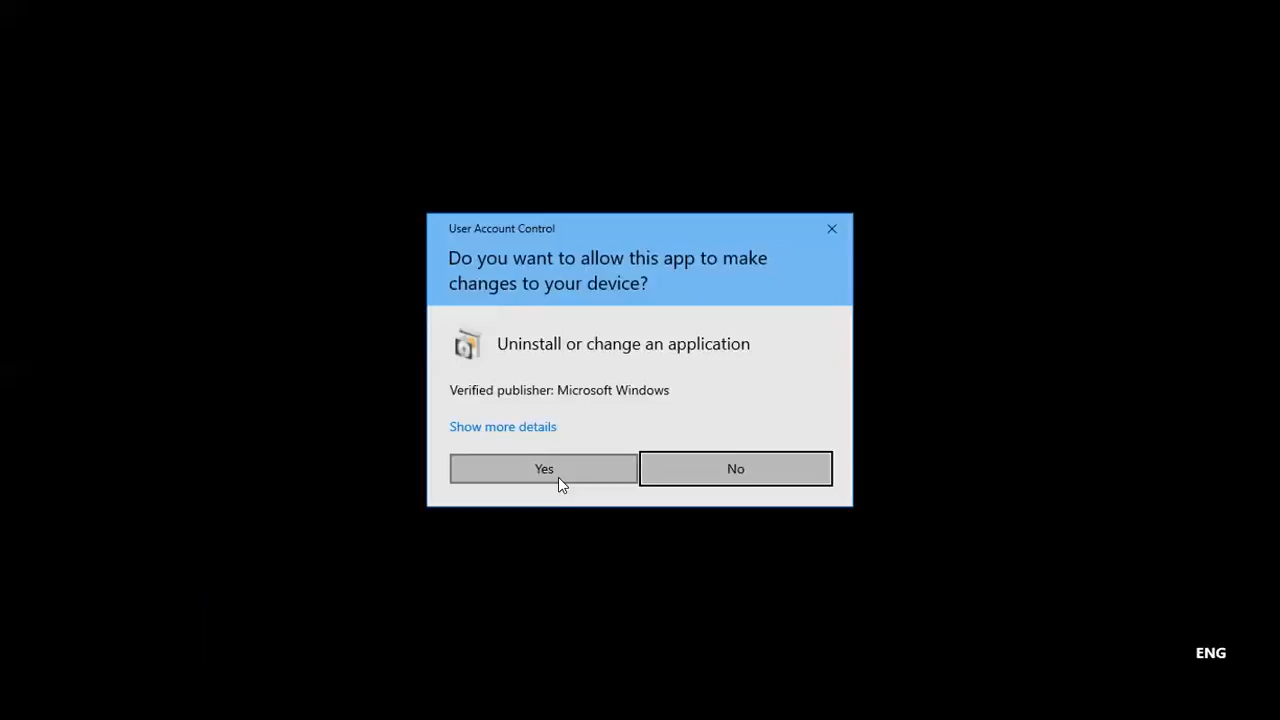 User Account Control
Do you want to allow this app to make
changes to your device?
Uninstall or change an application
Verified publisher: Microsoft Windows
Show more details
Yes
No
ENG